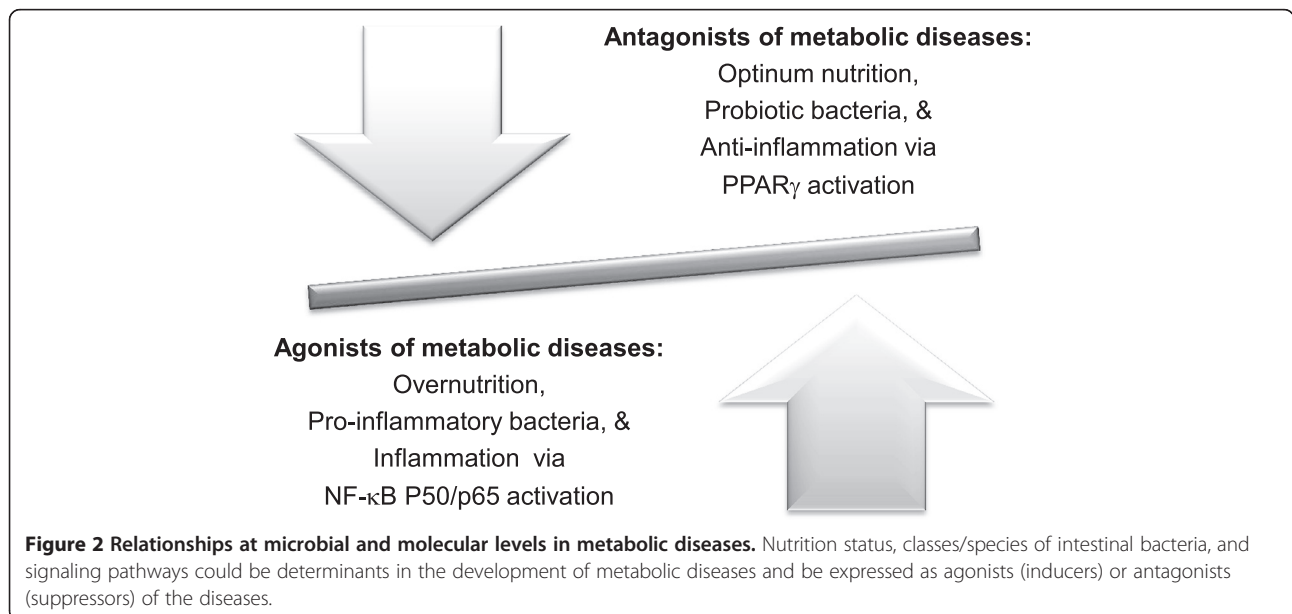 Antagonists of metabolic diseases:
Optinum nutrition,
Probiotic bacteria, &
Anti-inflammation via
PPARγ activation
Agonists of metabolic diseases:
Overnutrition,
Pro-inflammatory bacteria, &
Inflammation via
NF-κB P50/p65 activation
Figure 2 Relationships at microbial and molecular levels in metabolic diseases. Nutrition status, classes/species of intestinal bacteria, and
signaling pathways could be determinants in the development of metabolic diseases and be expressed as agonists (inducers) or antagonists
(suppressors) of the diseases.